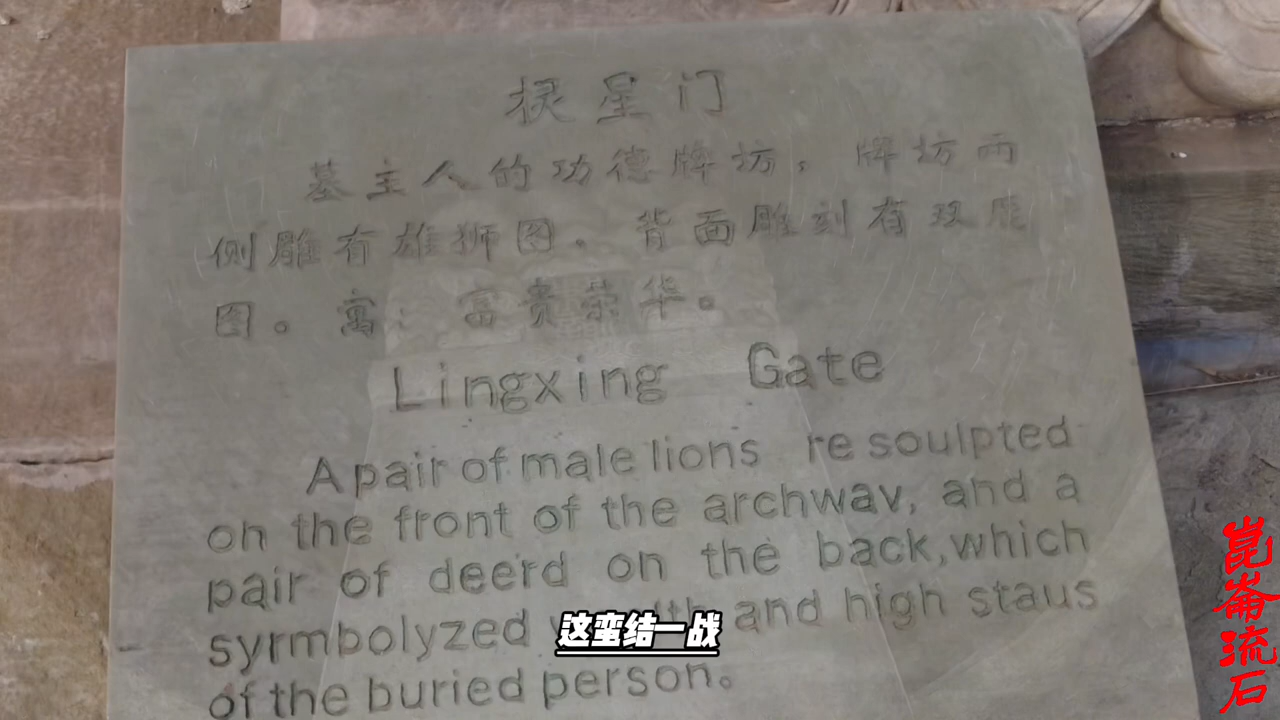 棂星门
墓主人的功德牌坊，牌坊两
侧雕有雄狮图。背面雕刻有双鹿
图。寓：富贵荣华。
Lingxing Gate
A pair of male lions re soulpted
on the front of the archwav, and a
pair of deerd on the back,which
syrmbolyzed and high staus
of the buried person。
这蛮结一战
崑崙流石